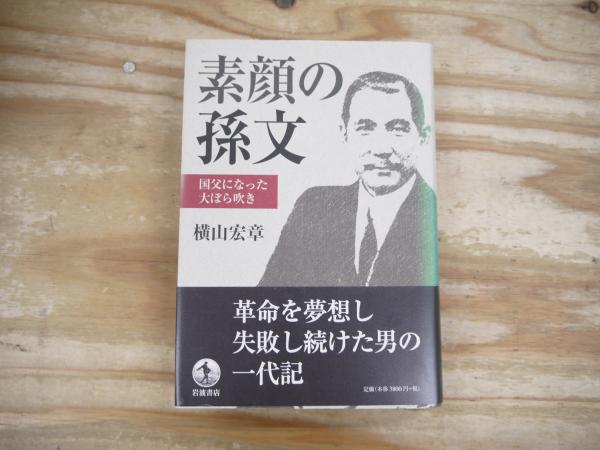 素顔の
孫文
国父になった
大ぼら吹き
横山宏章
革命を夢想し
失敗し続けた男の
一代記
岩波書店
定価(本体3800円+税)